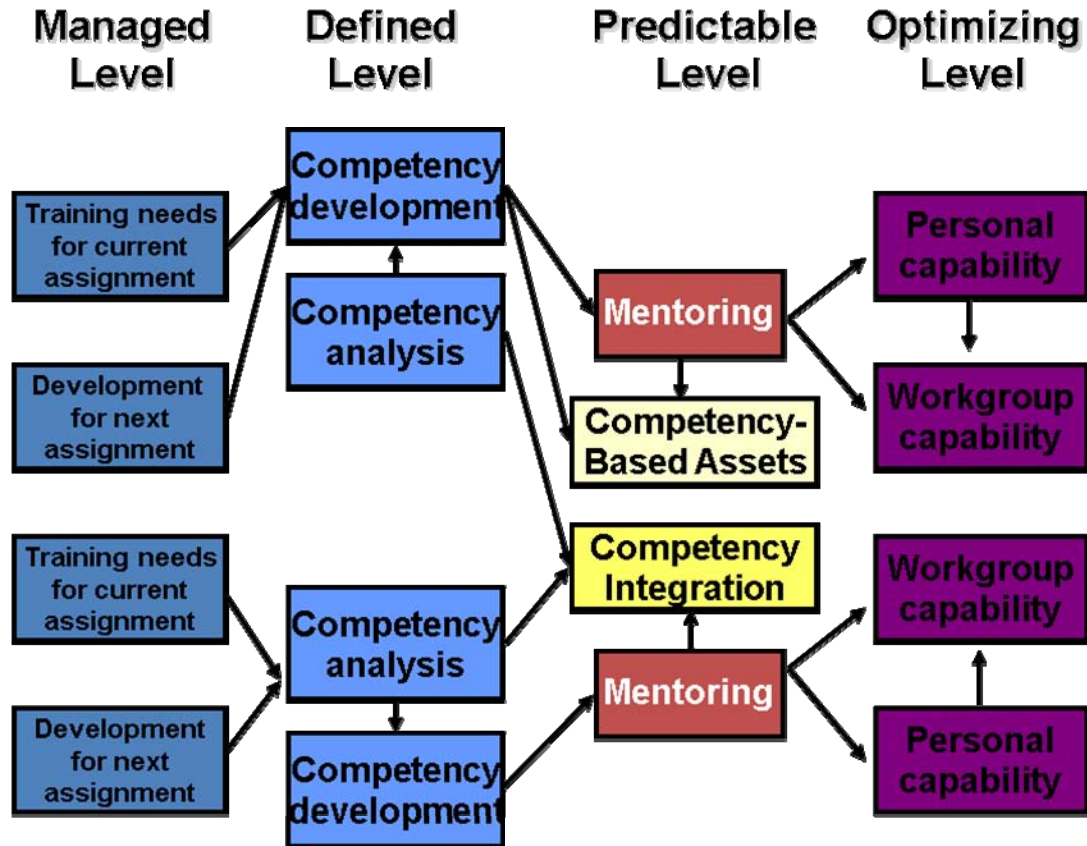 Managed
Level
Defined
Level
Predictable
Level
Optimizing
Level
Training needs
for current
assignment
Development
for next
assignment
Training needs
for current
assignment
Development
for next
assignment
Competency
development
Competency
analysis
Competency
analysis
Competency
development
Mentoring
Competency-
Based Assets
Competency
Integration
Mentoring
Personal
capability
Workgroup
capability
Workgroup
capability
Personal
capability